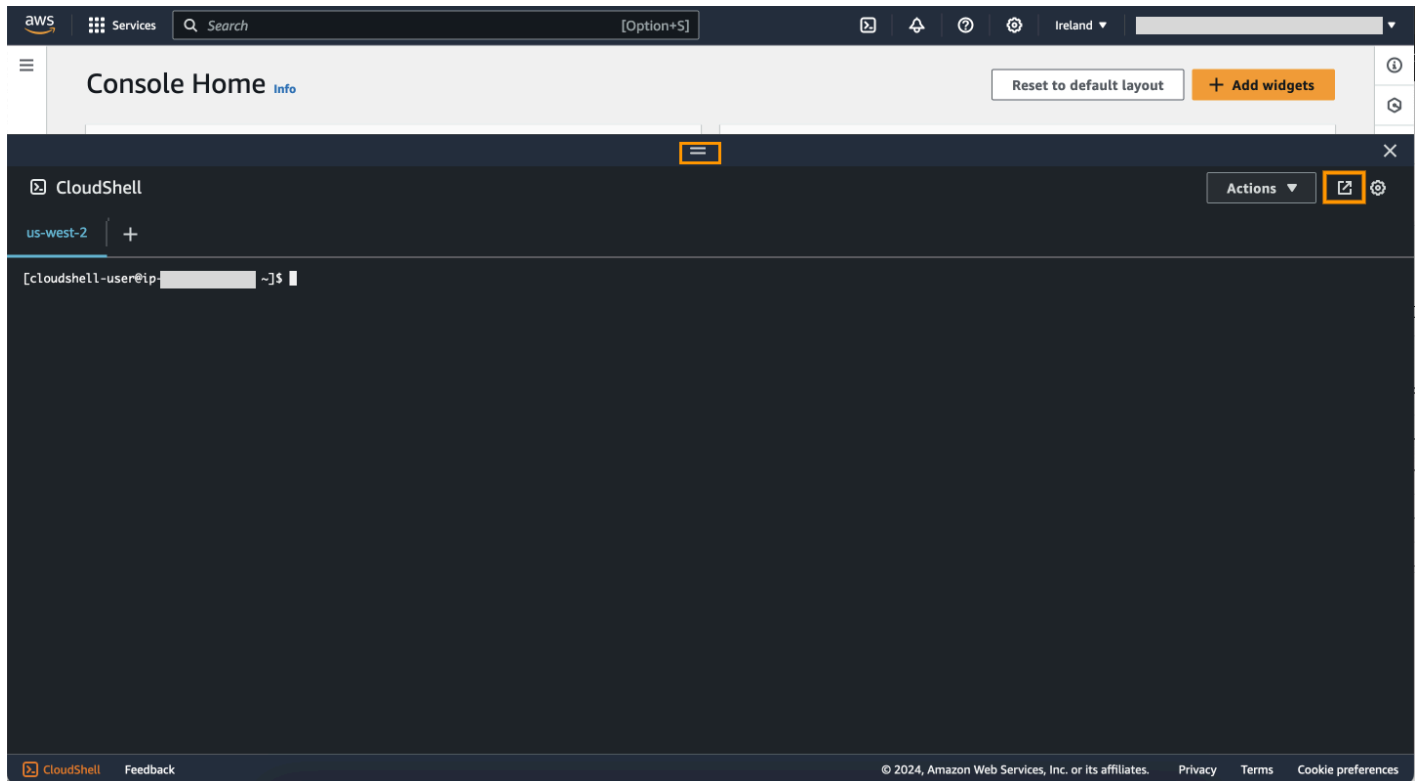 aws Services Search [Option+S] Ireland
Console Home Info Reset to default layout + Add widgets
CloudShell Actions
us-west-2 +
[cloudshell-user@ip- ~]$
CloudShell Feedback © 2024, Amazon Web Services, Inc. or its affiliates. Privacy Terms Cookie preferences